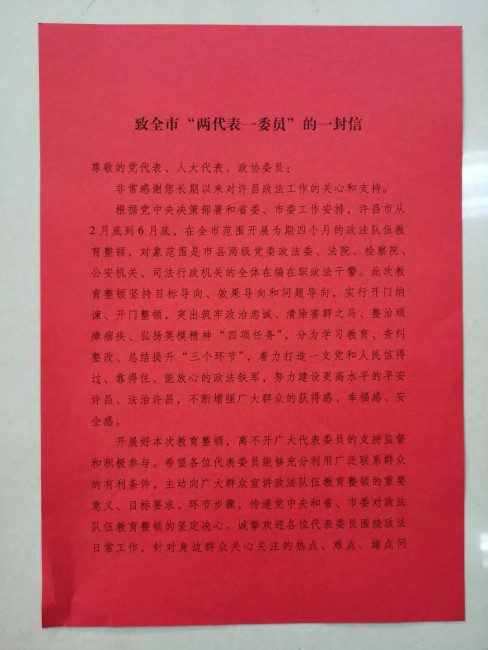 致全市“两代表一委员”的一封信
尊敬的党代表、人大代表、政协委员：
非常感谢您长期以来对许昌政法工作的关心和支持。
根据党中央决策部署和省委、市委工作安排，许昌市从
2月底到6月底，在全市范围开展为期四个月的政法队伍教
育整顿，对象范围是市县两级党委政法委、法院、检察院、
公安机关、司法行政机关的全体在编在职政法干警。此次教
育整顿坚持目标导向、效果导向和问题导向，实行开门纳
谏、开门整顿，突出筑牢政治忠诚、清除害群之马、整治顽
瘴痼疾、弘扬英模精神“四项任务”，分为学习教育、查纠
整改、总结提升“三个环节”，着力打造一支党和人民信得
过、靠得住、能放心的政法铁军，努力建设更高水平的平安
许昌、法治许昌，不断增强广大群众的获得感、幸福感、安
全感。
开展好本次教育整顿，离不开广大代表委员的支持监督
和积极参与。希望各位代表委员能够充分利用广泛联系群众
的有利条件，主动向广大群众宣讲政法队伍教育整顿的重要
意义、目标要求、环节步骤，传递党中央和省、市委对政法
队伍教育整顿的坚定决心。诚挚欢迎各位代表委员围绕政法
日常工作，针对身边群众关心关注的热点、难点、堵点问